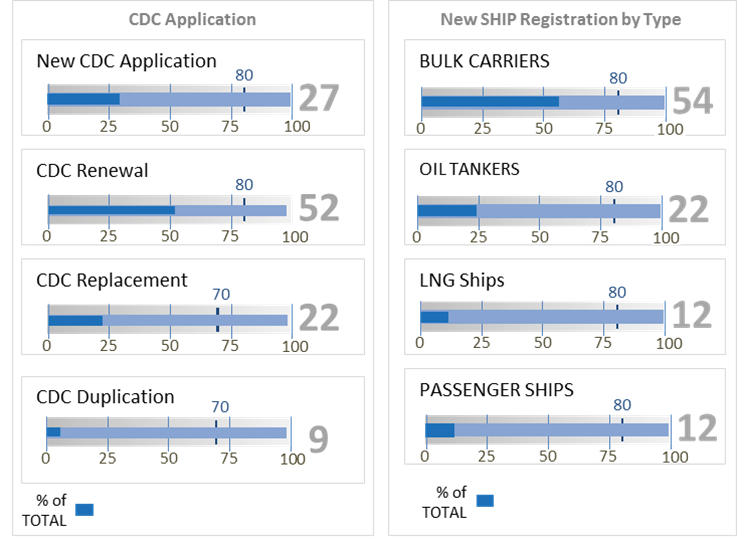 CDC Application
New CDC Application
80
27
0 25 50 75 100
CDC Renewal
80
52
0 25 50 75 100
CDC Replacement
70
22
0 25 50 75 100
CDC Duplication
70
9
0 25 50 75 100
% of
TOTAL
New SHIP Registration by Type
BULK CARRIERS
80
54
0 25 50 75 100
OIL TANKERS
80
22
0 25 50 75 100
LNG Ships
80
12
0 25 50 75 100
PASSENGER SHIPS
80
12
0 25 50 75 100
% of
TOTAL